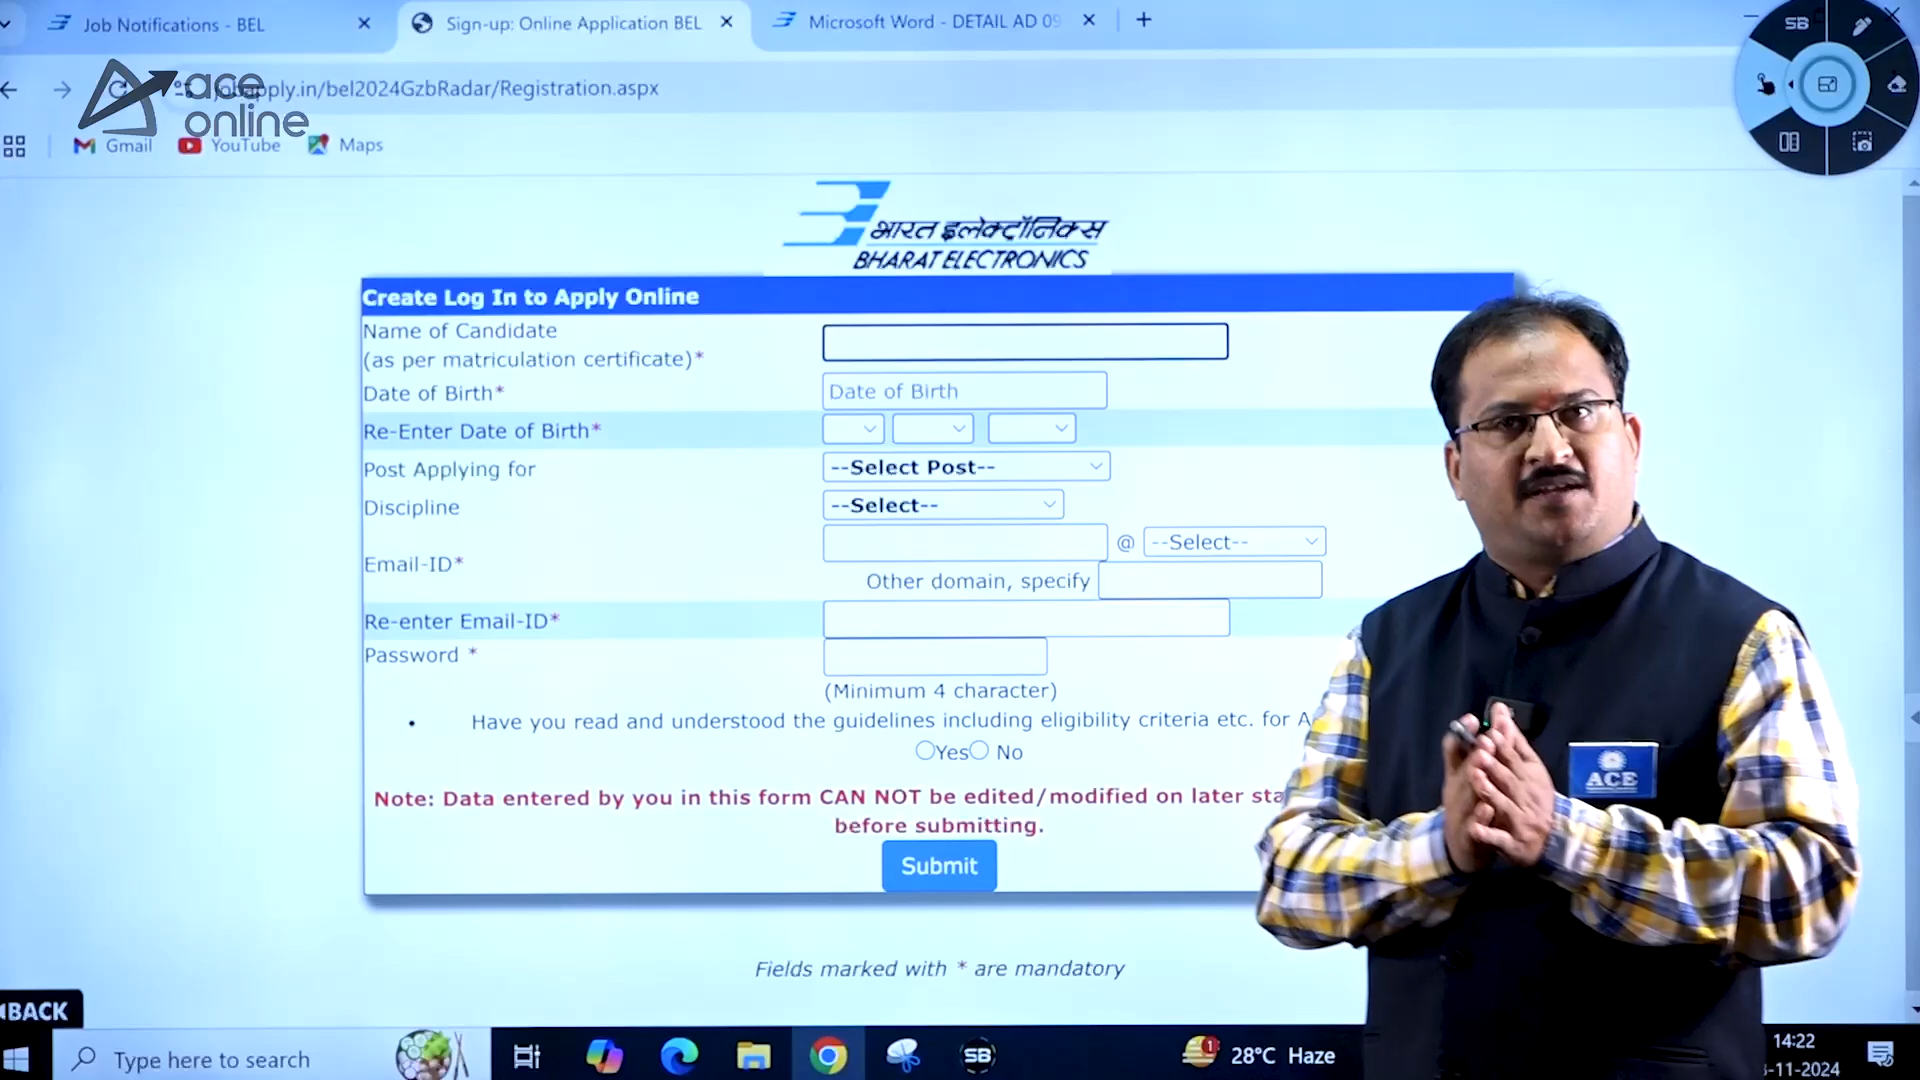 Job Notifications - BEL
Sign-up: Online Application BEL
Microsoft Word - DETAIL AD 09
SB
jobapply.in/bel2024GzbRadar/Registration.aspx
ace
online
Gmail
YouTube
Maps
भारत इलेक्ट्रॉनिक्स
BHARAT ELECTRONICS
Create Log In to Apply Online
Name of Candidate
(as per matriculation certificate)*
Date of Birth*
Date of Birth
Re-Enter Date of Birth*
Post Applying for
--Select Post--
Discipline
--Select--
Email-ID*
@ --Select--
Other domain, specify
Re-enter Email-ID*
Password *
(Minimum 4 character)
• Have you read and understood the guidelines including eligibility criteria etc. for A
Yes No
Note: Data entered by you in this form CAN NOT be edited/modified on later sta
before submitting.
Submit
Fields marked with * are mandatory
ACE
BACK
Type here to search
SB
1
28°C Haze
14:22
-11-2024